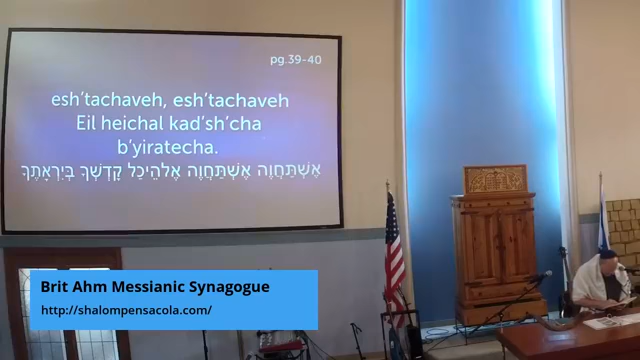 pg.39-40
esh'tachaveh, esh'tachaveh
Eil heichal kad'sh'cha
b'yiratecha.
אֶשְׁתַּחֲוֶה אֶשְׁתַּחֲוֶה אֶלהֵיכַל קָדְשְׁךָ בְּיִרְאָתֶךָ
Brit Ahm Messianic Synagogue
http://shalompensacola.com/